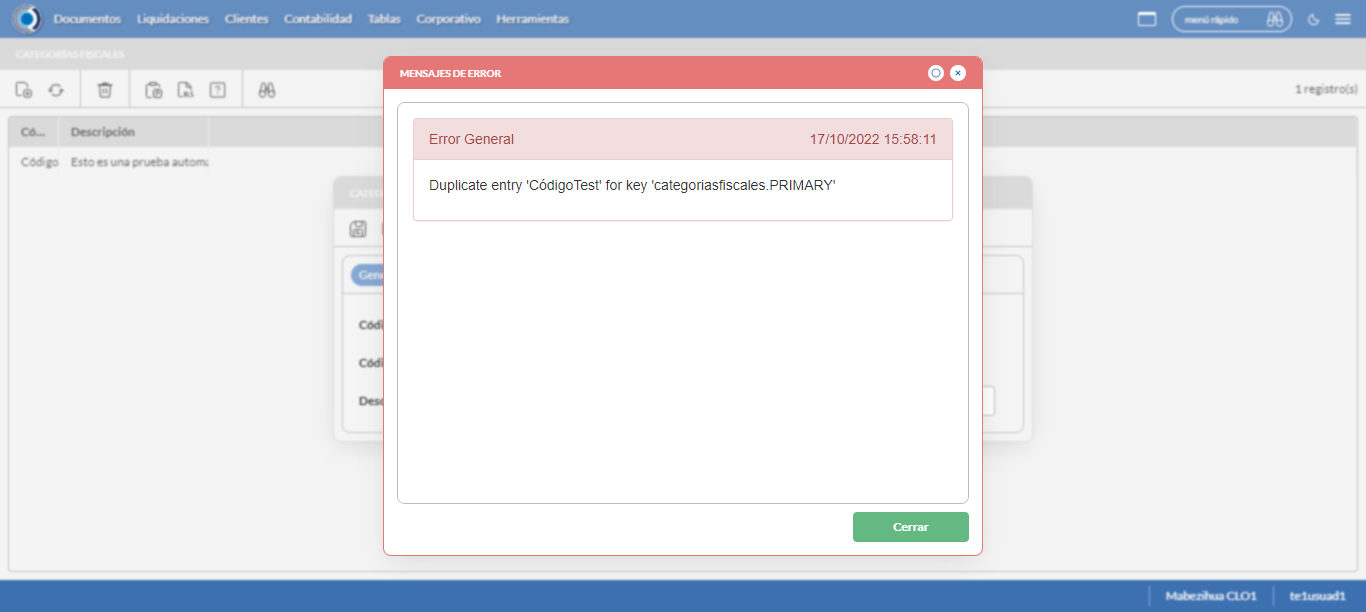 Documentos Liquidaciones Clientes Contabilidad Tablas Corporativo Herramientas menú rápido
CATEGORÍAS FISCALES
MENSAJES DE ERROR
1 registro(s)
Có... Descripción
Error General 17/10/2022 15:58:11
Código Esto es una prueba automa
Duplicate entry 'CódigoTest' for key 'categoriasfiscales.PRIMARY'
CATEG
Gene
Códi
Códi
Desc
Cerrar
Mabezihua CLO1 te1usuad1